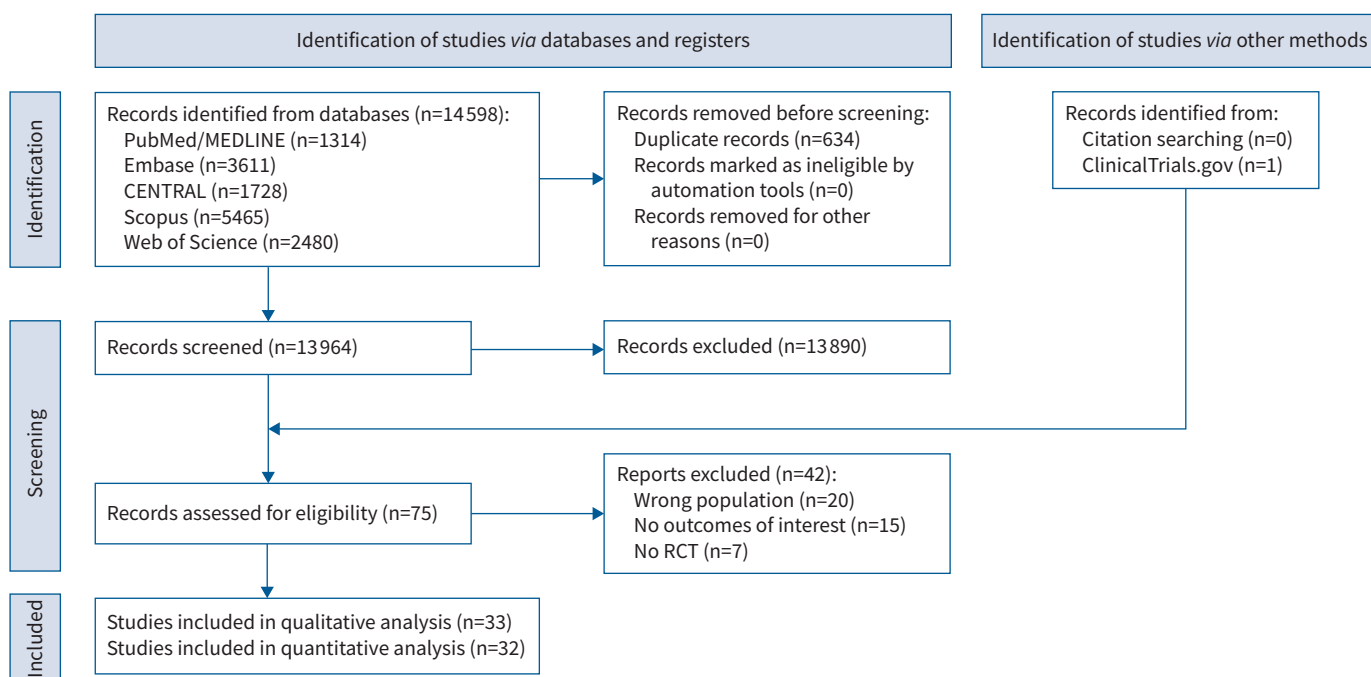 Identification of studies via databases and registers
Identification of studies via other methods
Identification
Records identified from databases (n=14598):
PubMed/MEDLINE (n=1314)
Embase (n=3611)
CENTRAL (n=1728)
Scopus (n=5465)
Web of Science (n=2480)
Records removed before screening:
Duplicate records (n=634)
Records marked as ineligible by
automation tools (n=0)
Records removed for other
reasons (n=0)
Records identified from:
Citation searching (n=0)
ClinicalTrials.gov (n=1)
Screening
Records screened (n=13964)
Records excluded (n=13890)
Records assessed for eligibility (n=75)
Reports excluded (n=42):
Wrong population (n=20)
No outcomes of interest (n=15)
No RCT (n=7)
Included
Studies included in qualitative analysis (n=33)
Studies included in quantitative analysis (n=32)